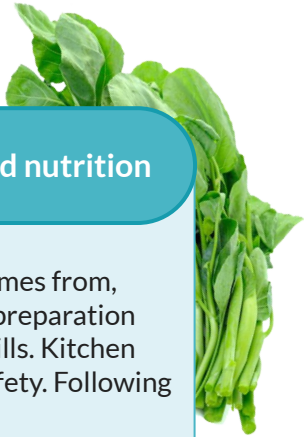 d nutrition
mes from,
preparation
lls. Kitchen
fety. Following